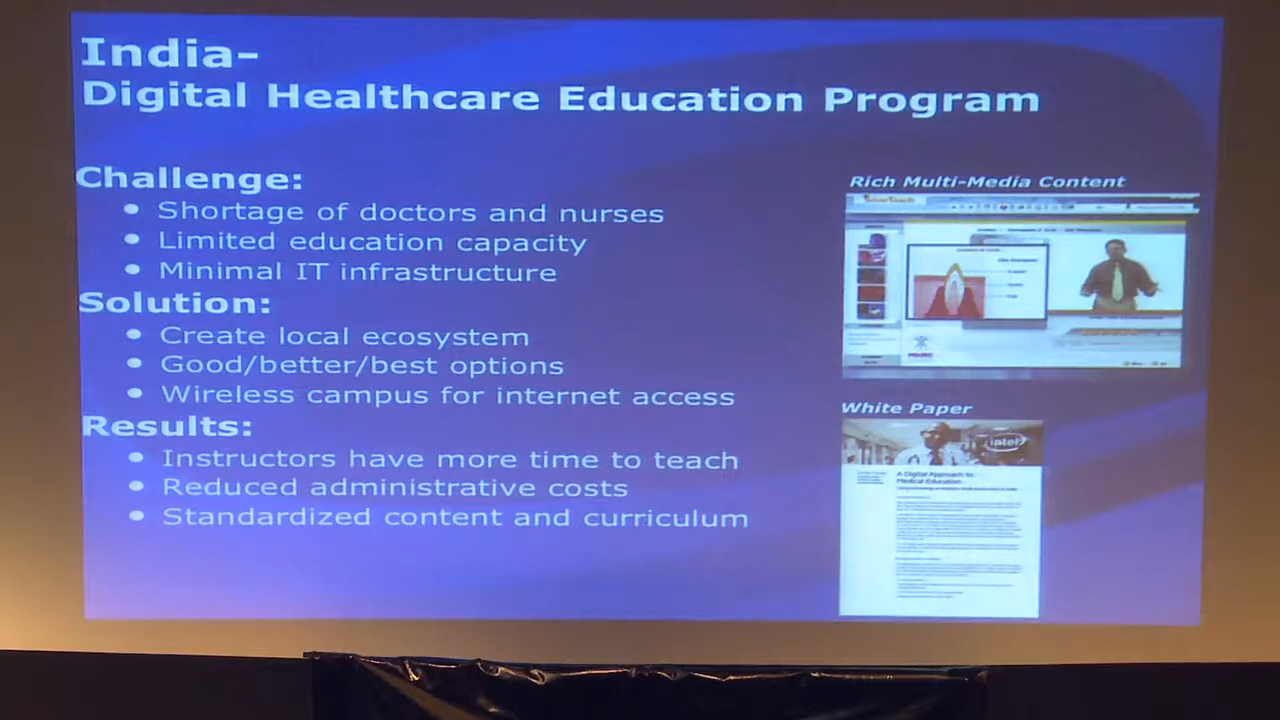 India-
Digital Healthcare Education Program
Challenge:
• Shortage of doctors and nurses
• Limited education capacity
• Minimal IT infrastructure
Solution:
• Create local ecosystem
• Good/better/best options
• Wireless campus for internet access
Results:
• Instructors have more time to teach
• Reduced administrative costs
• Standardized content and curriculum
Rich Multi-Media Content
White Paper
intel
A Digital Approach to
Medical Education